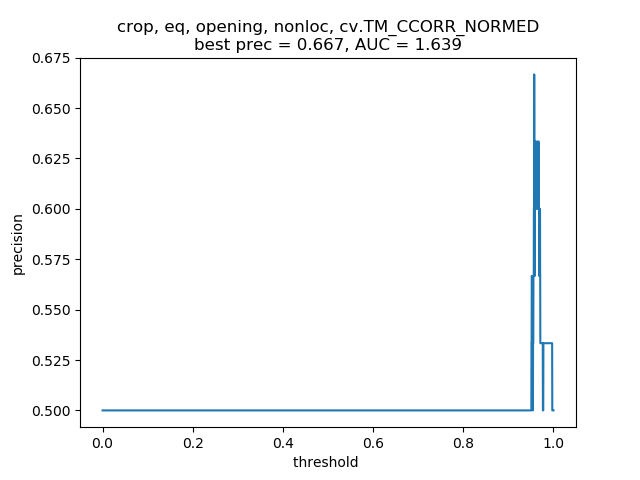 crop, eq, opening, nonloc, cv.TM_CCORR_NORMED
best prec = 0.667, AUC = 1.639
0.675
0.650
0.625
0.600
0.575
0.550
0.525
0.500
precision
0.0 0.2 0.4 0.6 0.8 1.0
threshold